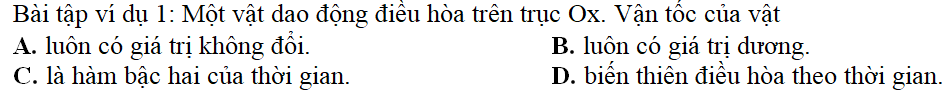 Bài tập ví dụ 1: Một vật dao động điều hòa trên trục Ox. Vận tốc của vật
A. luôn có giá trị không đổi. B. luôn có giá trị dương.
C. là hàm bậc hai của thời gian. D. biến thiên điều hòa theo thời gian.